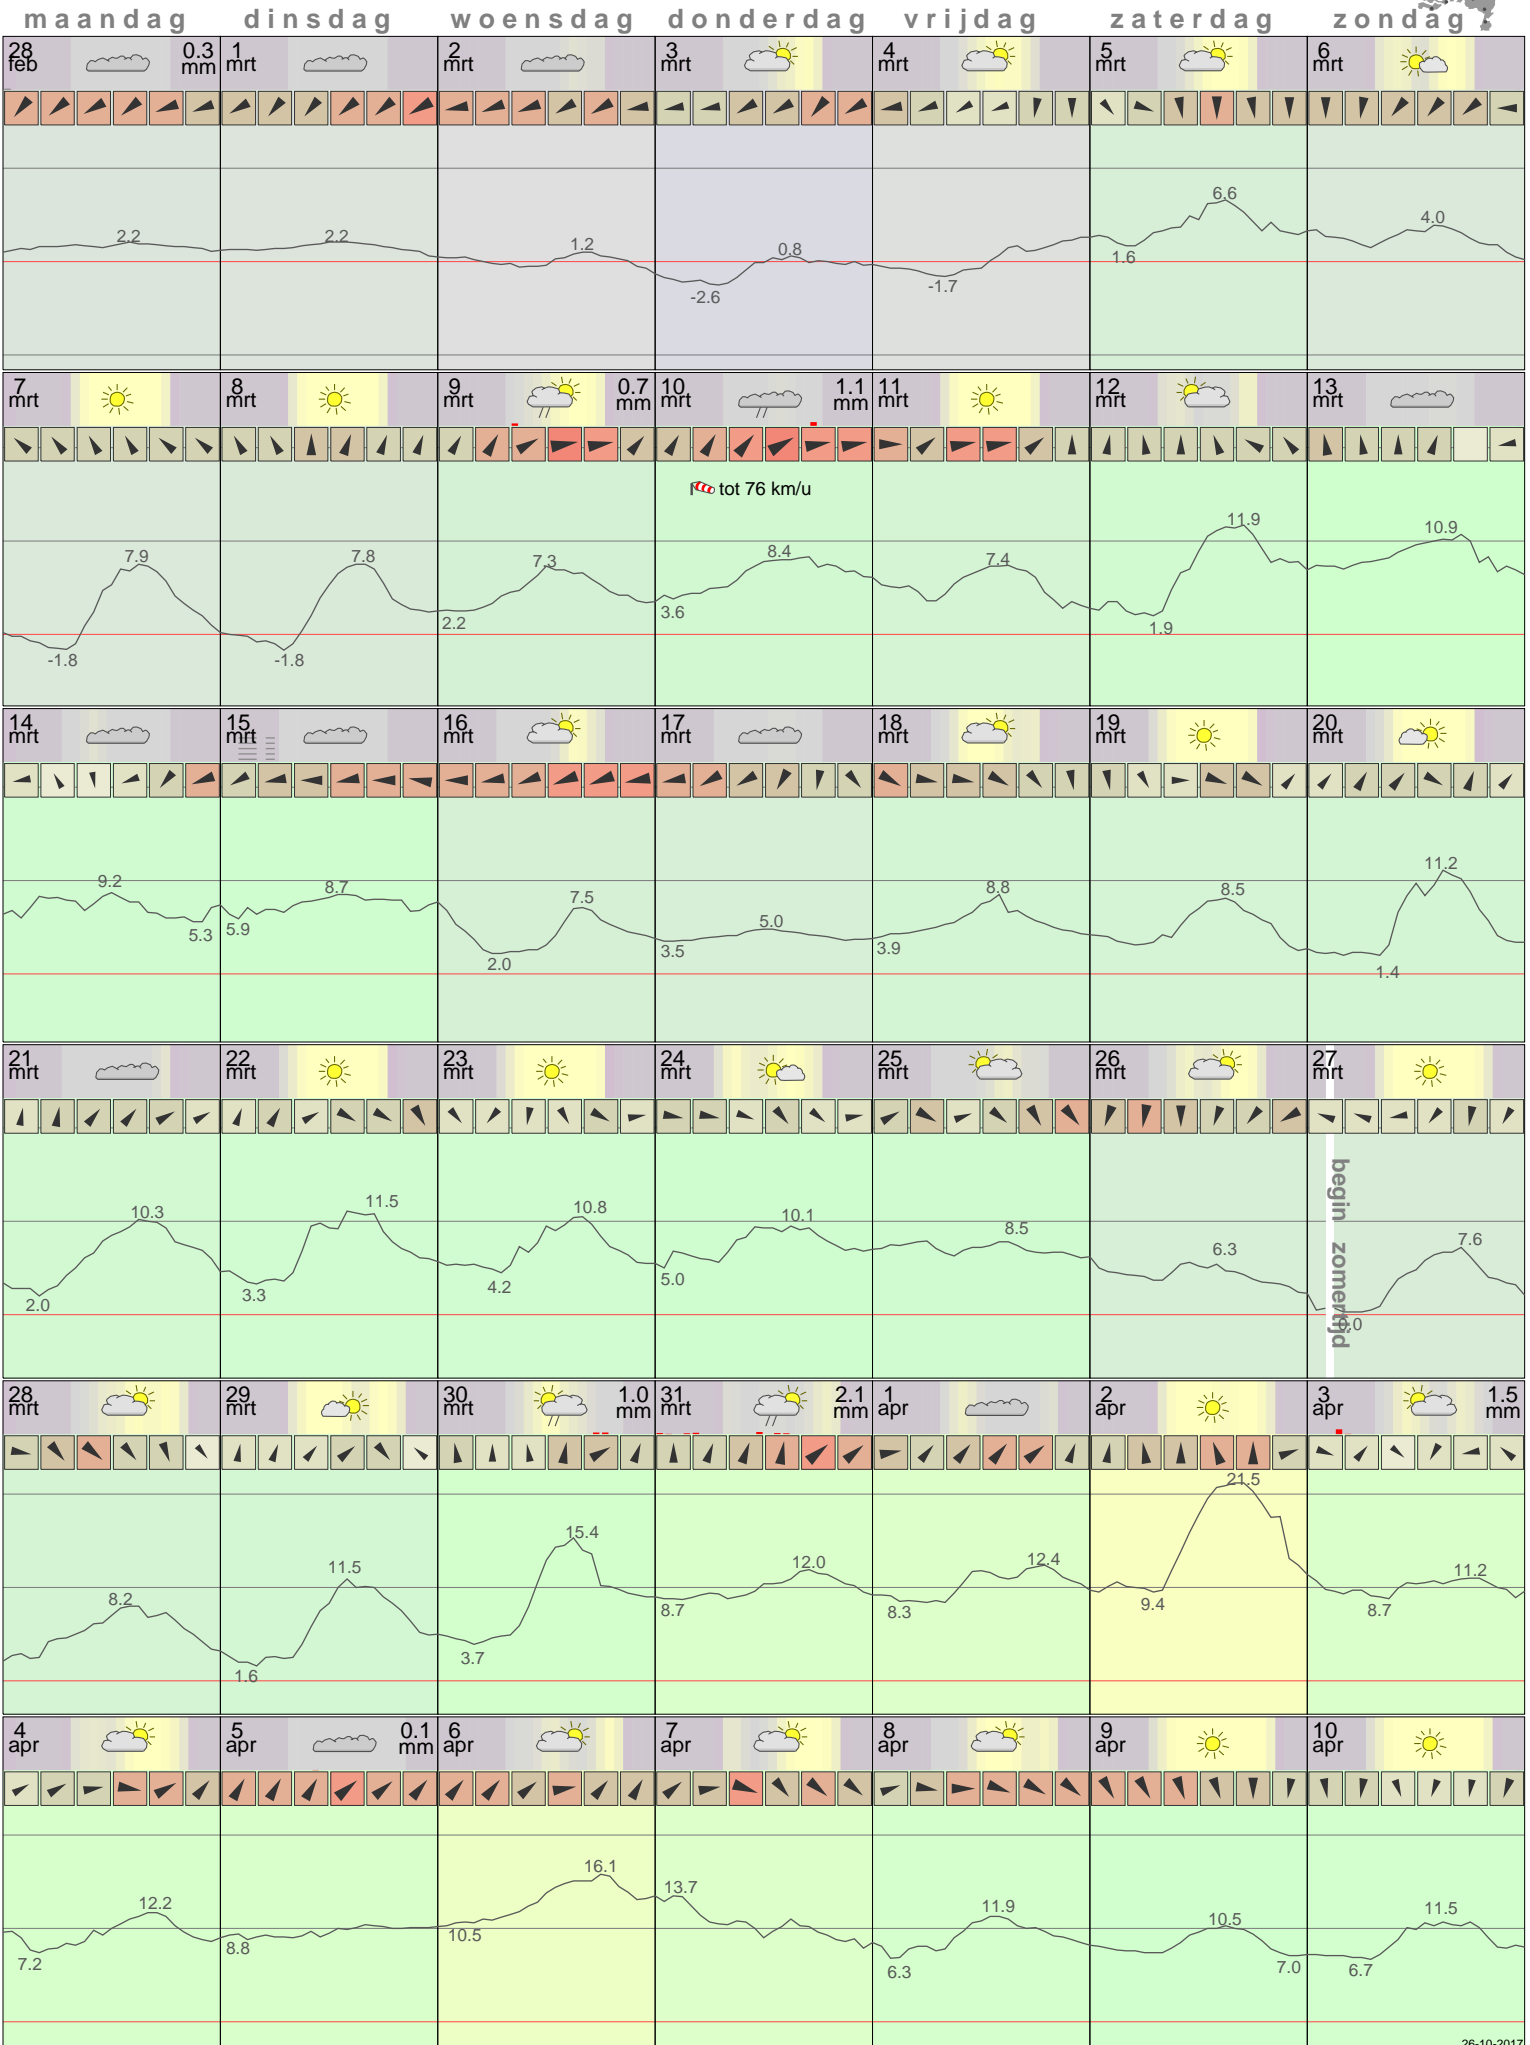 maandag dinsdag woensdag donderdag vrijdag zaterdag zondag
28 feb 0.3 mm 1 mrt 2 mrt 3 mrt 4 mrt 5 mrt 6 mrt
2.2 2.2 1.2 -2.6 0.8 -1.7 1.6 6.6 4.0
7 mrt 8 mrt 9 mrt 0.7 mm 10 mrt 1.1 mm 11 mrt 12 mrt 13 mrt
tot 76 km/u
-1.8 7.9 -1.8 7.8 2.2 7.3 3.6 8.4 7.4 1.9 11.9 10.9
14 mrt 15 mrt 16 mrt 17 mrt 18 mrt 19 mrt 20 mrt
9.2 5.3 5.9 8.7 2.0 7.5 3.5 5.0 3.9 8.8 8.5 1.4 11.2
21 mrt 22 mrt 23 mrt 24 mrt 25 mrt 26 mrt 27 mrt
begin zomertijd
2.0 10.3 3.3 11.5 4.2 10.8 5.0 10.1 8.5 6.3 0.0 7.6
28 mrt 29 mrt 30 mrt 1.0 mm 31 mrt 2.1 mm 1 apr 2 apr 3 apr 1.5 mm
8.2 1.6 11.5 3.7 15.4 8.7 12.0 8.3 12.4 9.4 21.5 8.7 11.2
4 apr 5 apr 0.1 mm 6 apr 7 apr 8 apr 9 apr 10 apr
7.2 12.2 8.8 10.5 16.1 13.7 6.3 11.9 10.5 7.0 6.7 11.5
26-10-2017